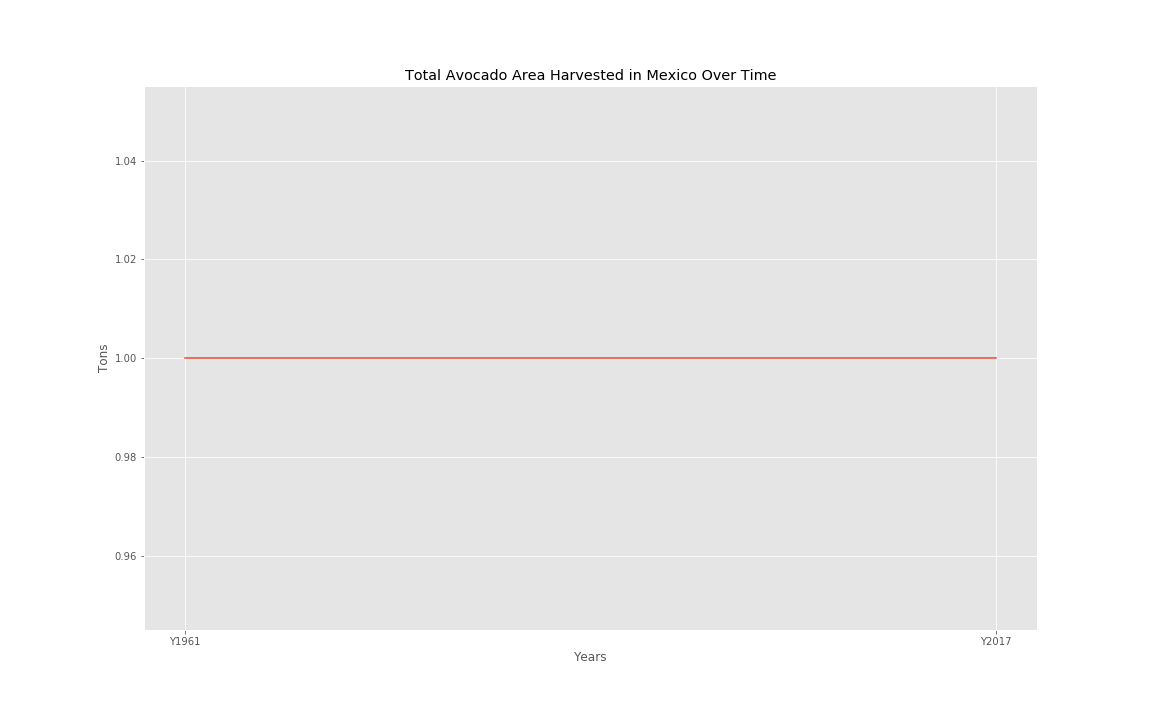 Total Avocado Area Harvested in Mexico Over Time
1.04
1.02
1.00
0.98
0.96
Tons
Y1961
Y2017
Years